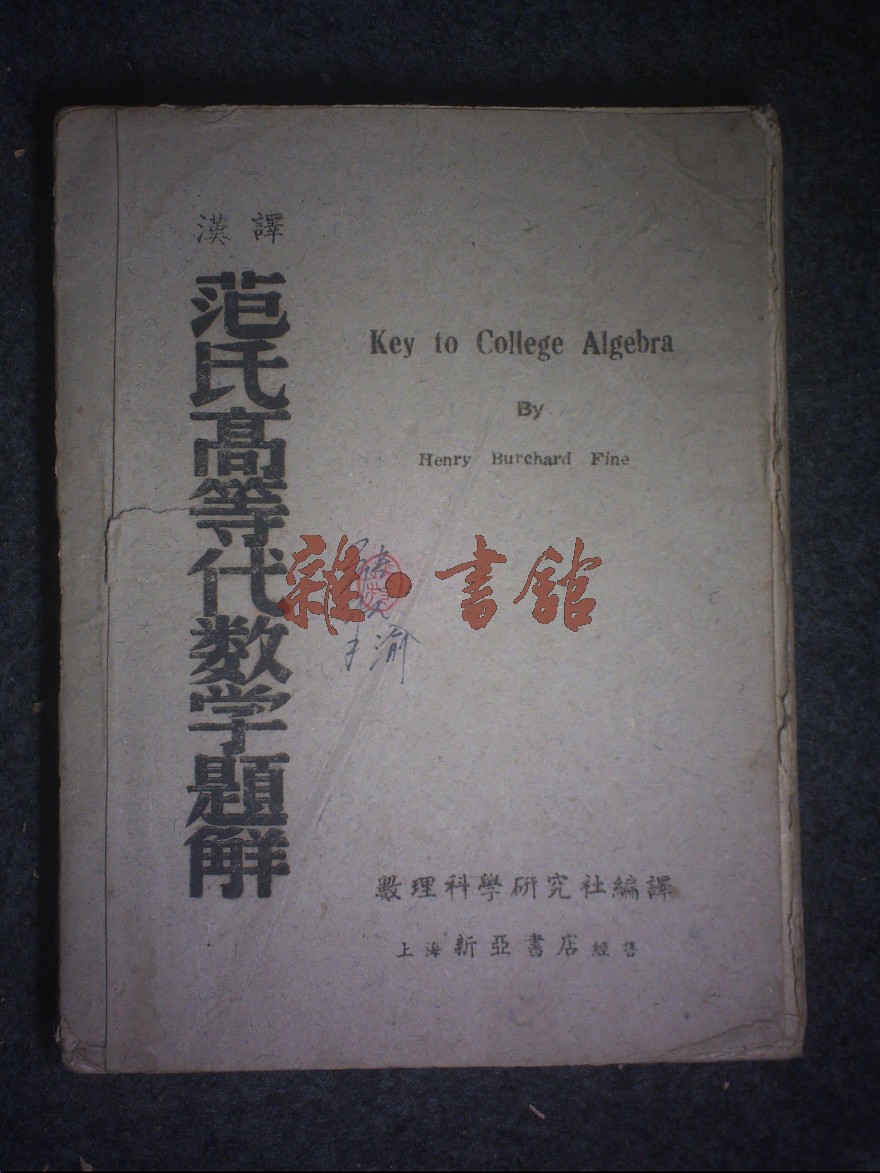 漢譯
范氏高等代数学題解
Key to College Algebra
By
Henry Burchard Fine
雜·書館
渝
數理科學研究社編譯
上海新亞書店經售